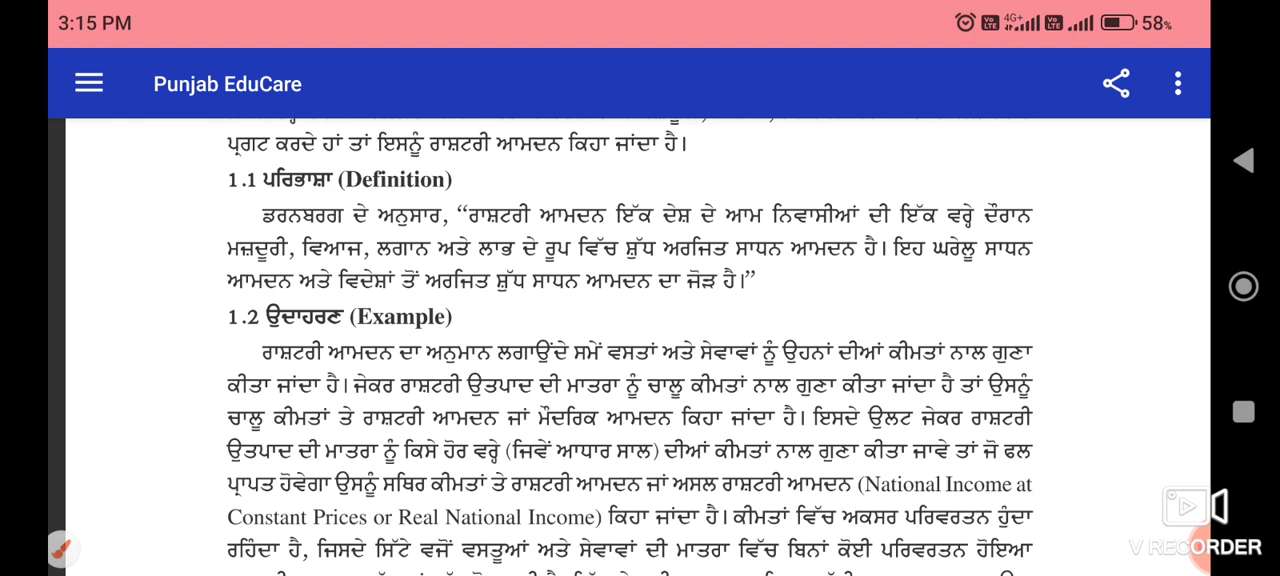 3:15 PM
4G+
58%
Punjab EduCare
ਪ੍ਰਗਟ ਕਰਦੇ ਹਾਂ ਤਾਂ ਇਸਨੂੰ ਰਾਸ਼ਟਰੀ ਆਮਦਨ ਕਿਹਾ ਜਾਂਦਾ ਹੈ।
1.1 ਪਰਿਭਾਸ਼ਾ (Definition)
ਡਰਨਬਰਗ ਦੇ ਅਨੁਸਾਰ, “ਰਾਸ਼ਟਰੀ ਆਮਦਨ ਇੱਕ ਦੇਸ਼ ਦੇ ਆਮ ਨਿਵਾਸੀਆਂ ਦੀ ਇੱਕ ਵਰ੍ਹੇ ਦੌਰਾਨ
ਮਜ਼ਦੂਰੀ, ਵਿਆਜ, ਲਗਾਨ ਅਤੇ ਲਾਭ ਦੇ ਰੂਪ ਵਿੱਚ ਸ਼ੁੱਧ ਅਰਜਿਤ ਸਾਧਨ ਆਮਦਨ ਹੈ। ਇਹ ਘਰੇਲੂ ਸਾਧਨ
ਆਮਦਨ ਅਤੇ ਵਿਦੇਸ਼ਾਂ ਤੋਂ ਅਰਜਿਤ ਸ਼ੁੱਧ ਸਾਧਨ ਆਮਦਨ ਦਾ ਜੋੜ ਹੈ।”
1.2 ਉਦਾਹਰਣ (Example)
ਰਾਸ਼ਟਰੀ ਆਮਦਨ ਦਾ ਅਨੁਮਾਨ ਲਗਾਉਂਦੇ ਸਮੇਂ ਵਸਤਾਂ ਅਤੇ ਸੇਵਾਵਾਂ ਨੂੰ ਉਹਨਾਂ ਦੀਆਂ ਕੀਮਤਾਂ ਨਾਲ ਗੁਣਾ
ਕੀਤਾ ਜਾਂਦਾ ਹੈ। ਜੇਕਰ ਰਾਸ਼ਟਰੀ ਉਤਪਾਦ ਦੀ ਮਾਤਰਾ ਨੂੰ ਚਾਲੂ ਕੀਮਤਾਂ ਨਾਲ ਗੁਣਾ ਕੀਤਾ ਜਾਂਦਾ ਹੈ ਤਾਂ ਉਸਨੂੰ
ਚਾਲੂ ਕੀਮਤਾਂ ਤੇ ਰਾਸ਼ਟਰੀ ਆਮਦਨ ਜਾਂ ਮੌਦਰਿਕ ਆਮਦਨ ਕਿਹਾ ਜਾਂਦਾ ਹੈ। ਇਸਦੇ ਉਲਟ ਜੇਕਰ ਰਾਸ਼ਟਰੀ
ਉਤਪਾਦ ਦੀ ਮਾਤਰਾ ਨੂੰ ਕਿਸੇ ਹੋਰ ਵਰ੍ਹੇ (ਜਿਵੇਂ ਆਧਾਰ ਸਾਲ) ਦੀਆਂ ਕੀਮਤਾਂ ਨਾਲ ਗੁਣਾ ਕੀਤਾ ਜਾਵੇ ਤਾਂ ਜੋ ਫਲ
ਪ੍ਰਾਪਤ ਹੋਵੇਗਾ ਉਸਨੂੰ ਸਥਿਰ ਕੀਮਤਾਂ ਤੇ ਰਾਸ਼ਟਰੀ ਆਮਦਨ ਜਾਂ ਅਸਲ ਰਾਸ਼ਟਰੀ ਆਮਦਨ (National Income at
Constant Prices or Real National Income) ਕਿਹਾ ਜਾਂਦਾ ਹੈ। ਕੀਮਤਾਂ ਵਿੱਚ ਅਕਸਰ ਪਰਿਵਰਤਨ ਹੁੰਦਾ
ਰਹਿੰਦਾ ਹੈ, ਜਿਸਦੇ ਸਿੱਟੇ ਵਜੋਂ ਵਸਤੂਆਂ ਅਤੇ ਸੇਵਾਵਾਂ ਦੀ ਮਾਤਰਾ ਵਿੱਚ ਬਿਨਾਂ ਕੋਈ ਪਰਿਵਰਤਨ ਹੋਇਆ
V RECORDER